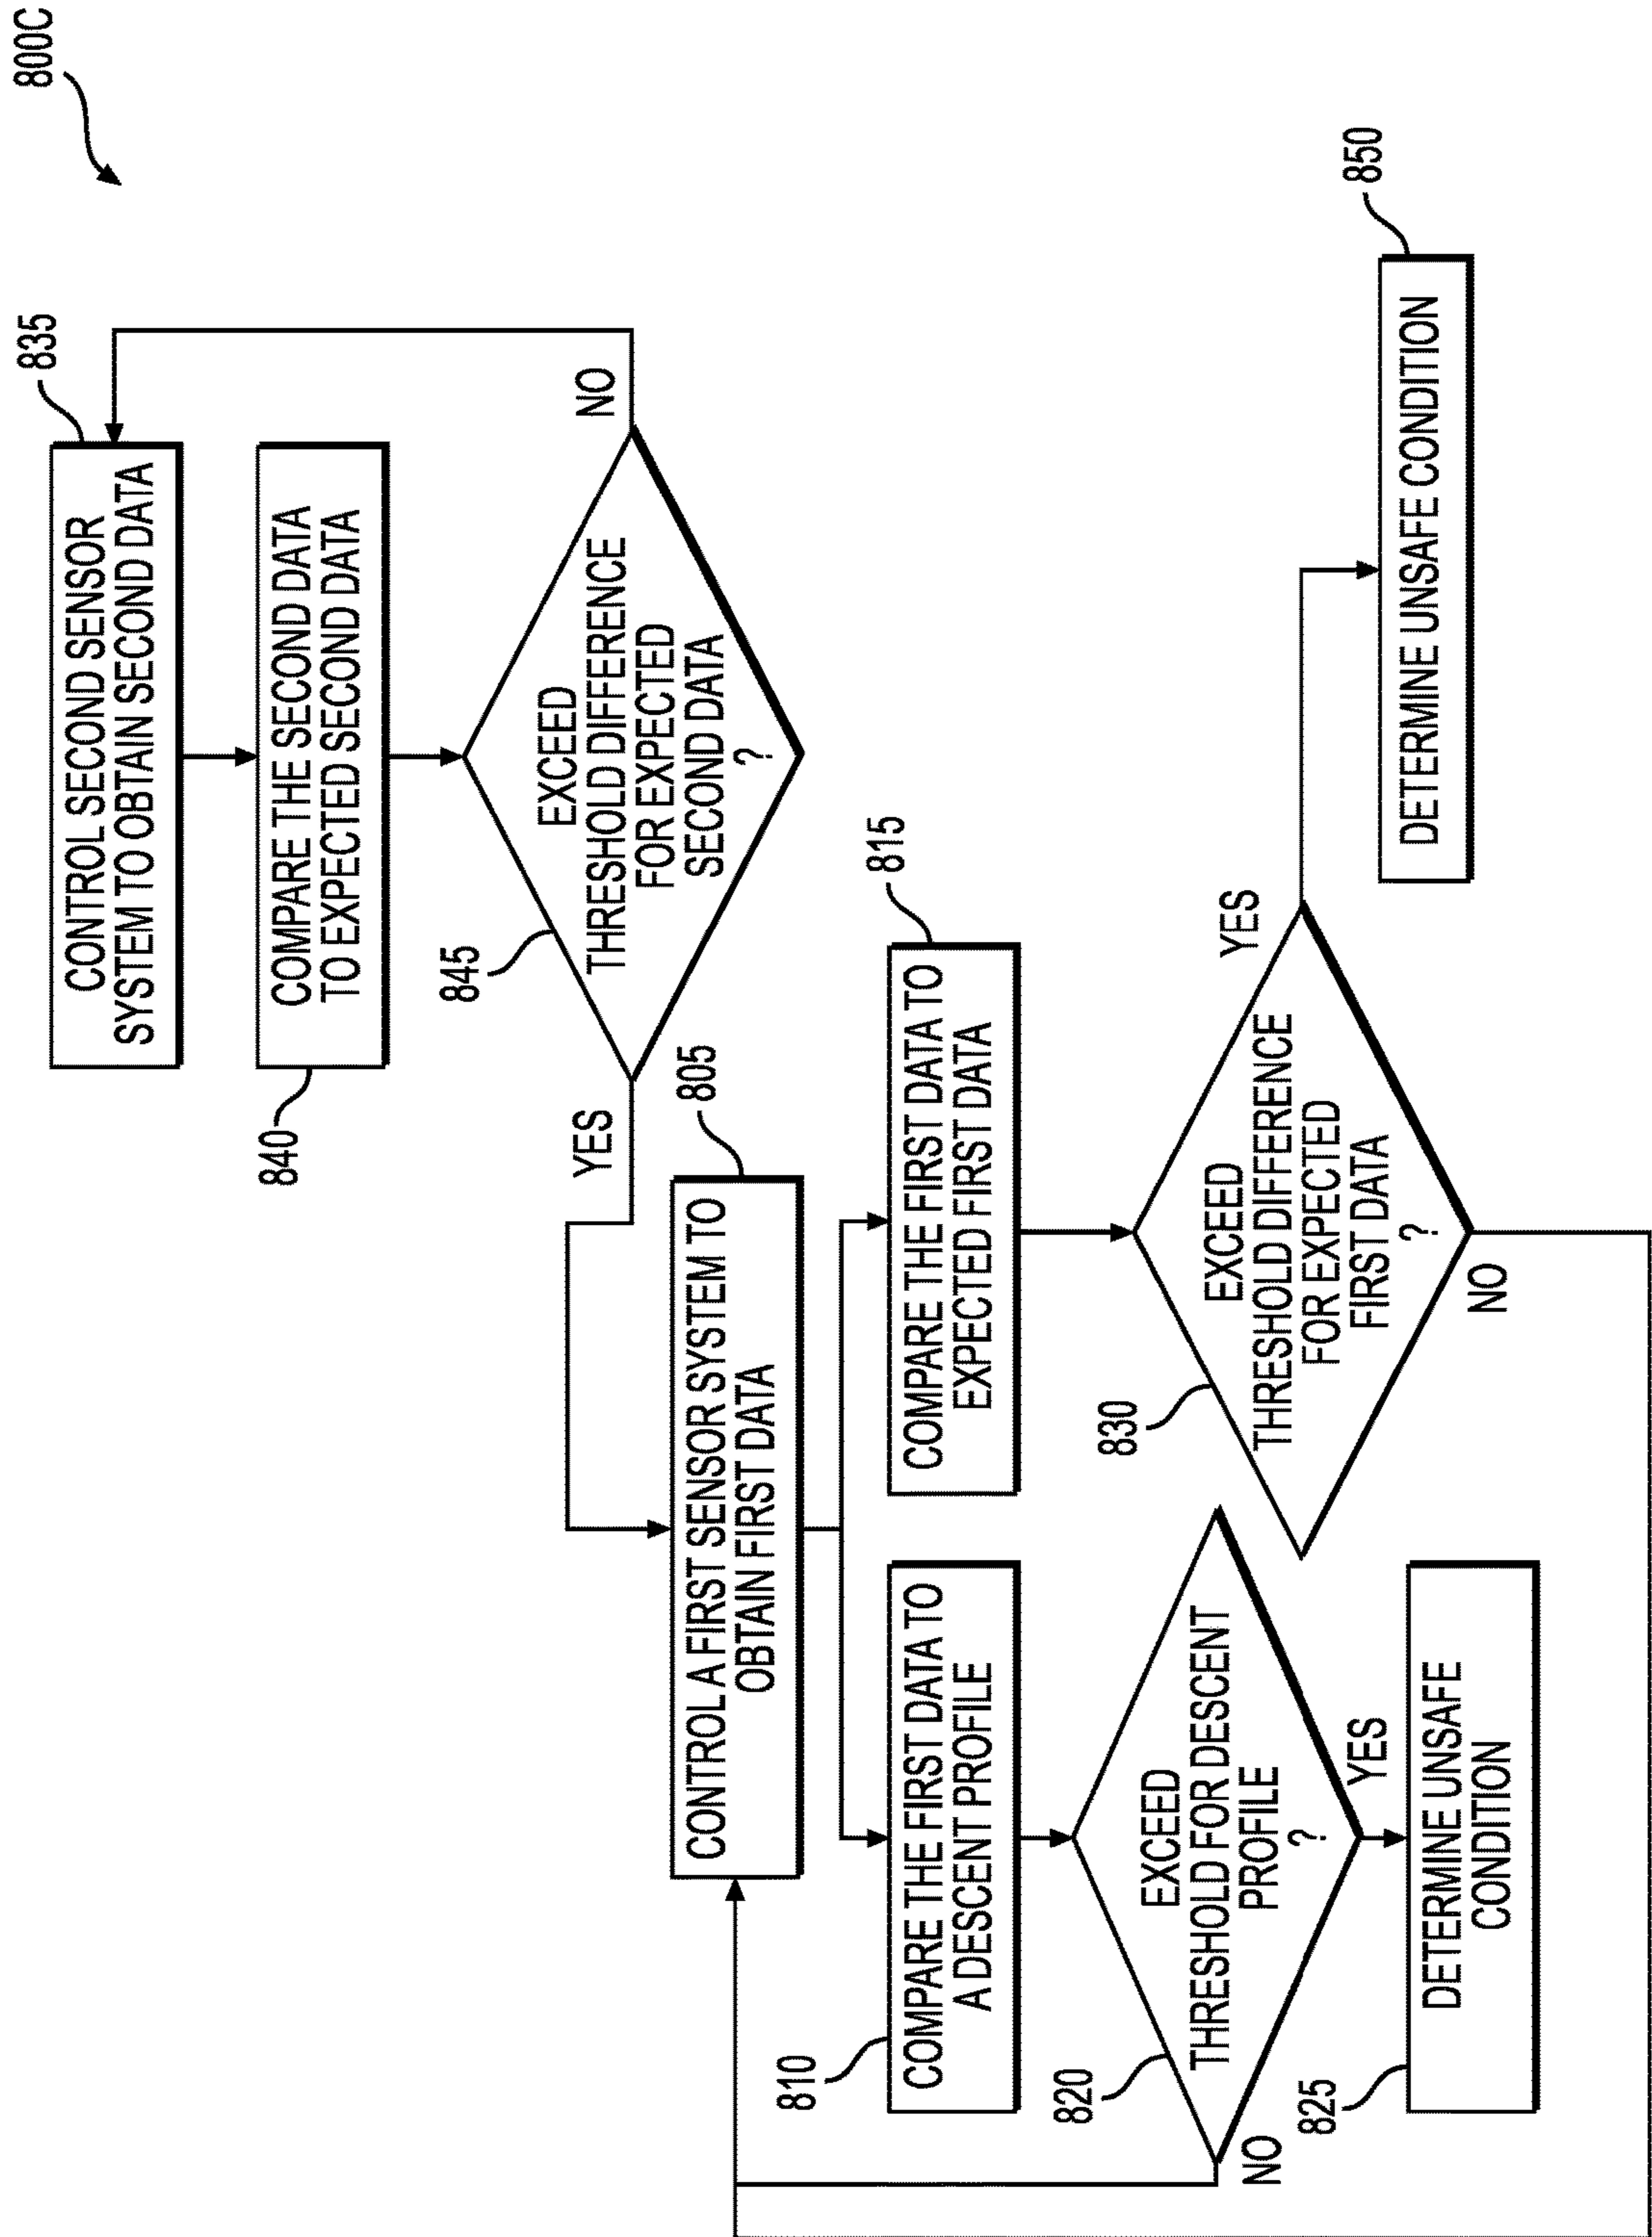 800C
835
CONTROL SECOND SENSOR
SYSTEM TO OBTAIN SECOND DATA
840
COMPARE THE SECOND DATA
TO EXPECTED SECOND DATA
845
EXCEED
THRESHOLD DIFFERENCE
FOR EXPECTED
SECOND DATA
?
NO
YES
805
CONTROL A FIRST SENSOR SYSTEM TO
OBTAIN FIRST DATA
810
COMPARE THE FIRST DATA TO
A DESCENT PROFILE
815
COMPARE THE FIRST DATA TO
EXPECTED FIRST DATA
820
EXCEED
THRESHOLD FOR DESCENT
PROFILE
?
NO
YES
825
DETERMINE UNSAFE
CONDITION
830
EXCEED
THRESHOLD DIFFERENCE
FOR EXPECTED
FIRST DATA
?
YES
NO
850
DETERMINE UNSAFE CONDITION